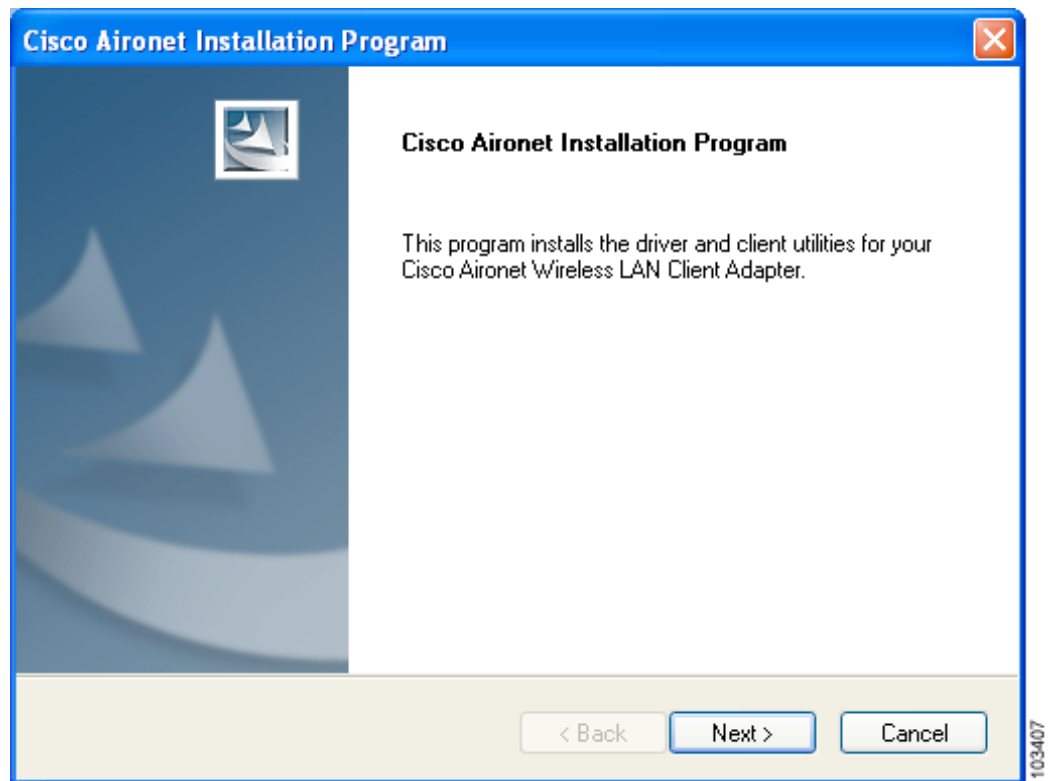 Cisco Aironet Installation Program
Cisco Aironet Installation Program
This program installs the driver and client utilities for your
Cisco Aironet Wireless LAN Client Adapter.
< Back
Next >
Cancel
103407